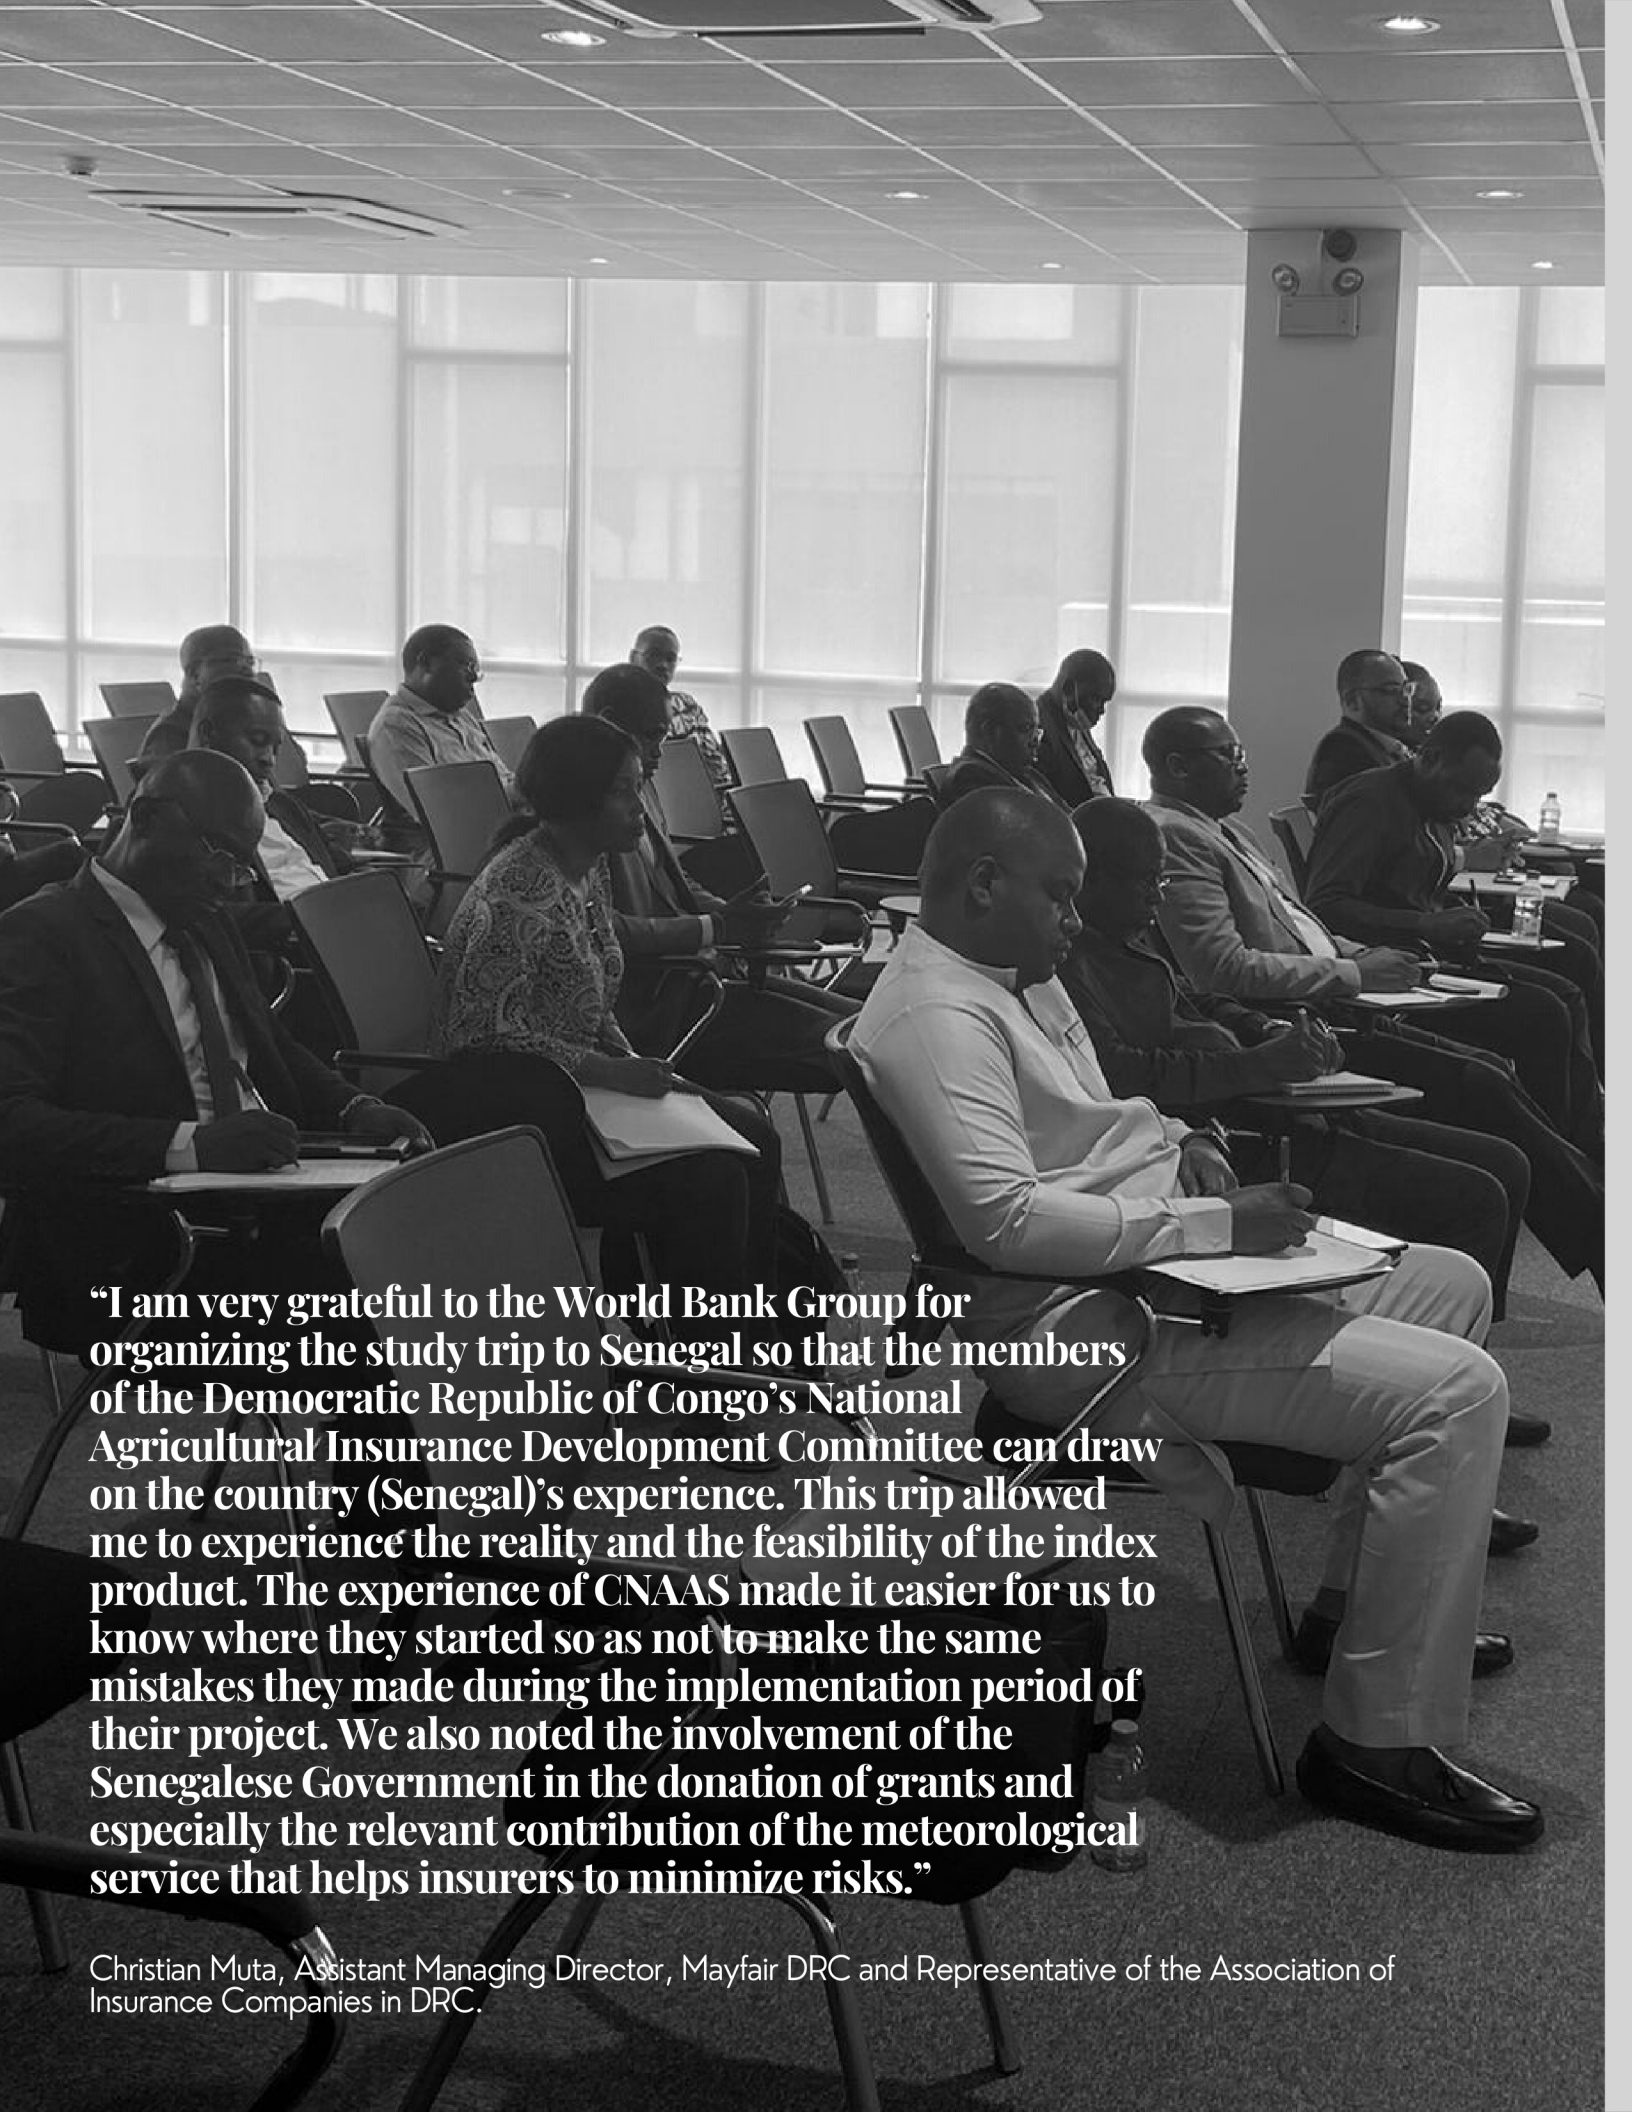 “I am very grateful to the World Bank Group for
organizing the study trip to Senegal so that the members
of the Democratic Republic of Congo’s National
Agricultural Insurance Development Committee can draw
on the country (Senegal)’s experience. This trip allowed
me to experience the reality and the feasibility of the index
product. The experience of CNAAS made it easier for us to
know where they started so as not to make the same
mistakes they made during the implementation period of
their project. We also noted the involvement of the
Senegalese Government in the donation of grants and
especially the relevant contribution of the meteorological
service that helps insurers to minimize risks.”
Christian Muta, Assistant Managing Director, Mayfair DRC and Representative of the Association of
Insurance Companies in DRC.